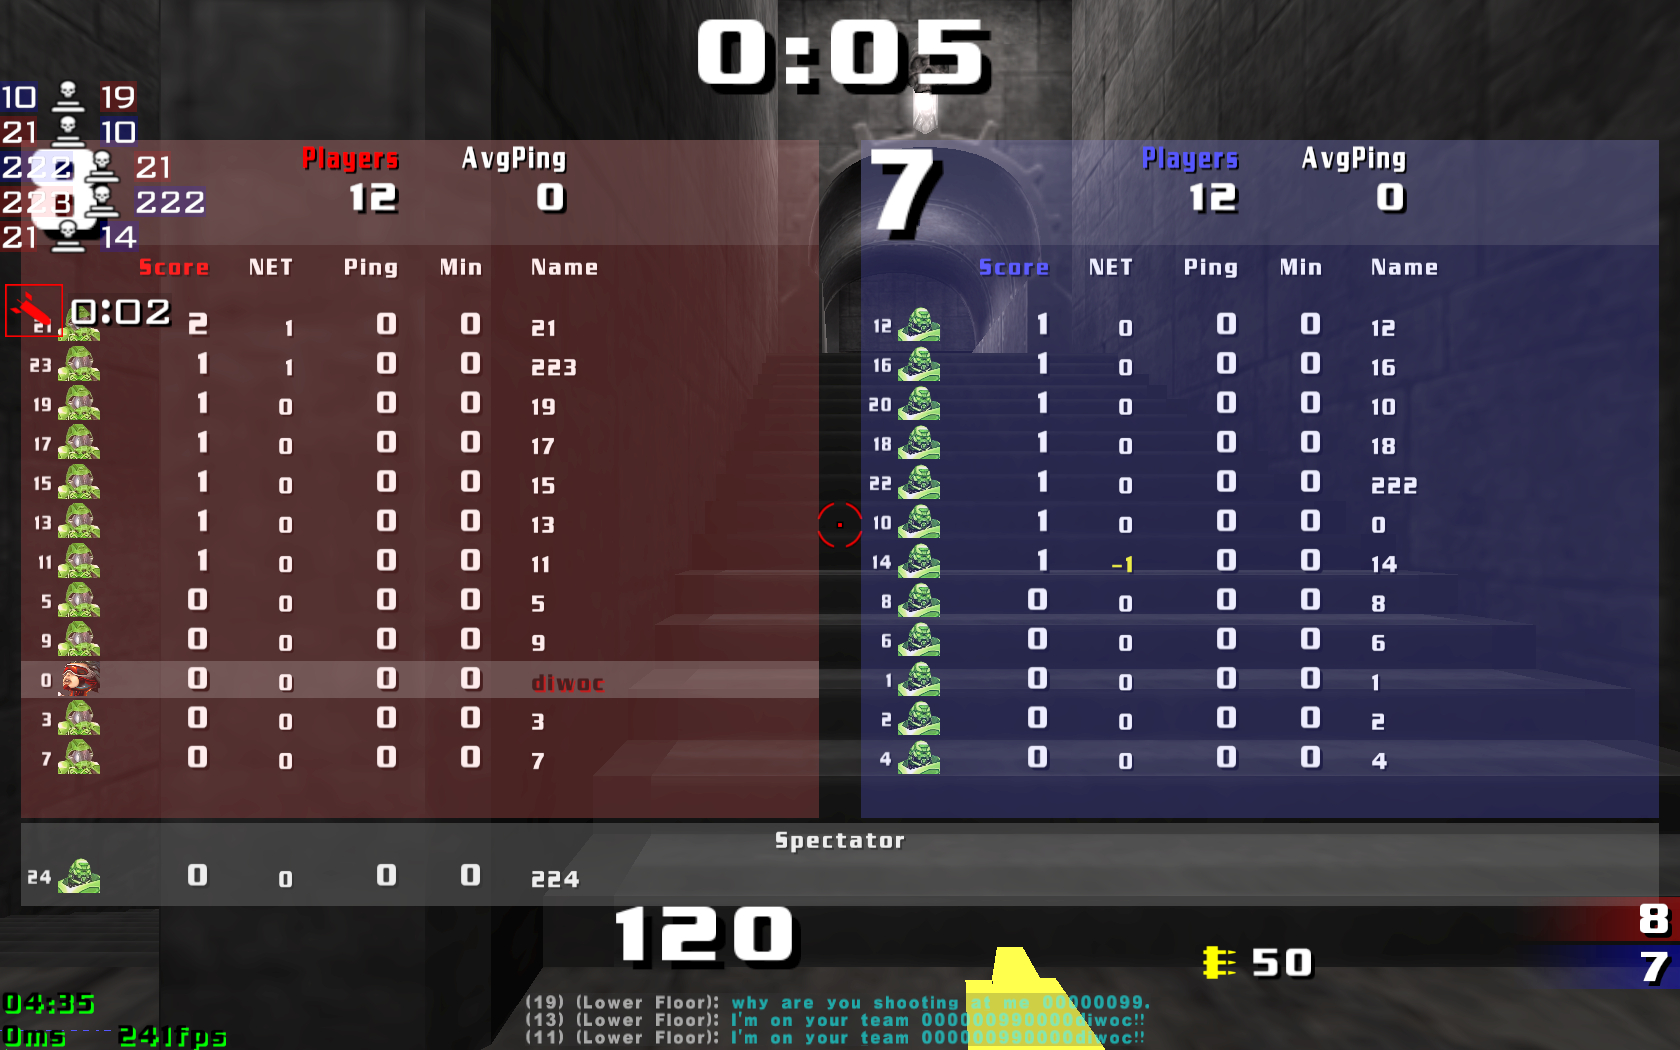 0:05
10 19
21 10
222 21
223 222
21 14
Players AvgPing
12 0
7
Players AvgPing
12 0
Score NET Ping Min Name
0:02
21 2 1 0 0 21
23 1 1 0 0 223
19 1 0 0 0 19
17 1 0 0 0 17
15 1 0 0 0 15
13 1 0 0 0 13
11 1 0 0 0 11
5 0 0 0 0 5
9 0 0 0 0 9
0 0 0 0 0 diwoc
3 0 0 0 0 3
7 0 0 0 0 7
Score NET Ping Min Name
12 1 0 0 0 12
16 1 0 0 0 16
20 1 0 0 0 10
18 1 0 0 0 18
22 1 0 0 0 222
10 1 0 0 0 0
14 1 -1 0 0 14
8 0 0 0 0 8
6 0 0 0 0 6
1 0 0 0 0 1
2 0 0 0 0 2
4 0 0 0 0 4
Spectator
24 0 0 0 0 224
120
50
8
7
04:35
0ms 241fps
(19) (Lower Floor): why are you shooting at me 00000099.
(13) (Lower Floor): I'm on your team diwoc!!
(11) (Lower Floor): I'm on your team diwoc!!